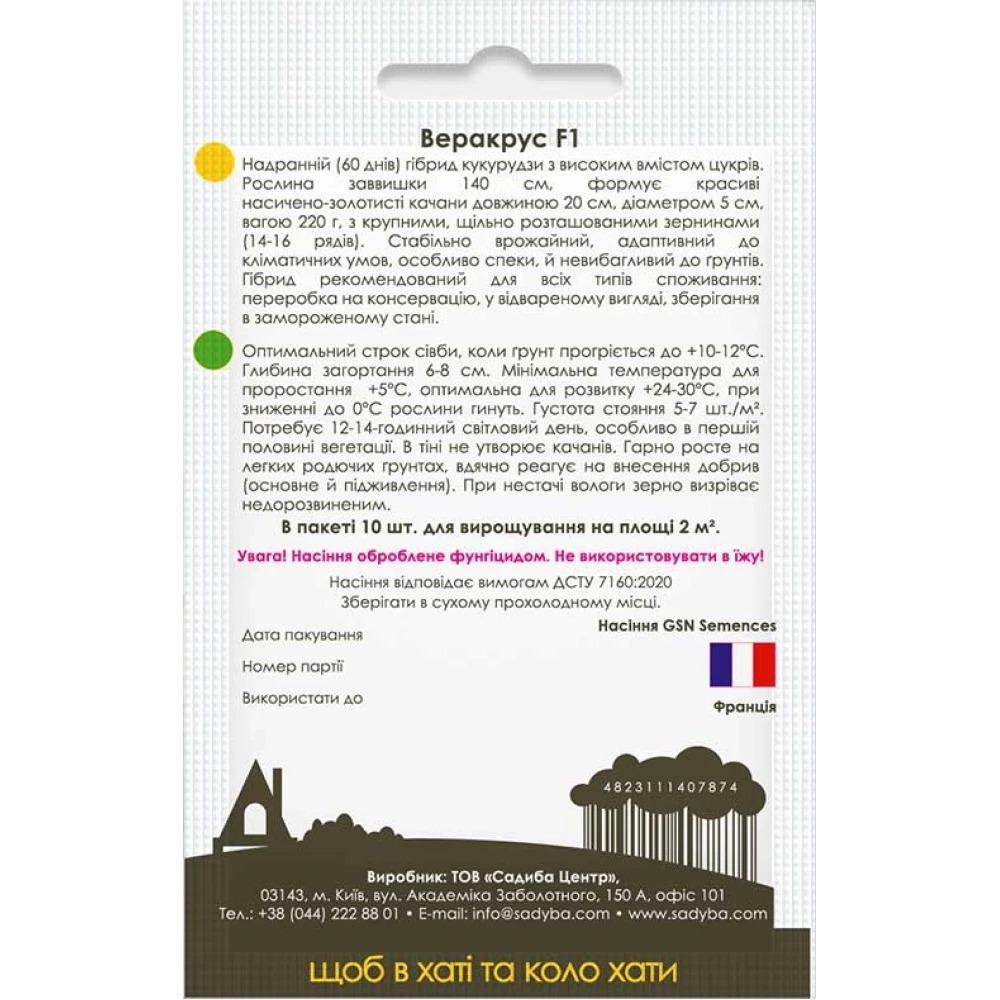 Веракрус F1
Надранній (60 днів) гібрид кукурудзи з високим вмістом цукрів.
Рослина заввишки 140 см, формує красиві
насичено-золотисті качани довжиною 20 см, діаметром 5 см,
вагою 220 г, з крупними, щільно розташованими зернинами
(14-16 рядів). Стабільно врожайний, адаптивний до
кліматичних умов, особливо спеки, й невибагливий до ґрунтів.
Гібрид рекомендований для всіх типів споживання:
переробка на консервацію, у відвареному вигляді, зберігання
в замороженому стані.
Оптимальний строк сівби, коли ґрунт прогріється до +10-12°С.
Глибина загортання 6-8 см. Мінімальна температура для
проростання +5°С, оптимальна для розвитку +24-30°С, при
зниженні до 0°С рослини гинуть. Густота стояння 5-7 шт./м².
Потребує 12-14-годинний світловий день, особливо в першій
половині вегетації. В тіні не утворює качанів. Гарно росте на
легких родючих ґрунтах, вдячно реагує на внесення добрив
(основне й підживлення). При нестачі вологи зерно визріває
недорозвиненим.
В пакеті 10 шт. для вирощування на площі 2 м².
Увага! Насіння оброблене фунгіцидом. Не використовувати в їжу!
Насіння відповідає вимогам ДСТУ 7160:2020
Зберігати в сухому прохолодному місці.
Насіння GSN Semences
Дата пакування
Номер партії
Використати до
Франція
4823111407874
Виробник: ТОВ «Садиба Центр»,
03143, м. Київ, вул. Академіка Заболотного, 150 А, офіс 101
Тел.: +38 (044) 222 88 01 • E-mail: info@sadyba.com • www.sadyba.com
щоб в хаті та коло хати